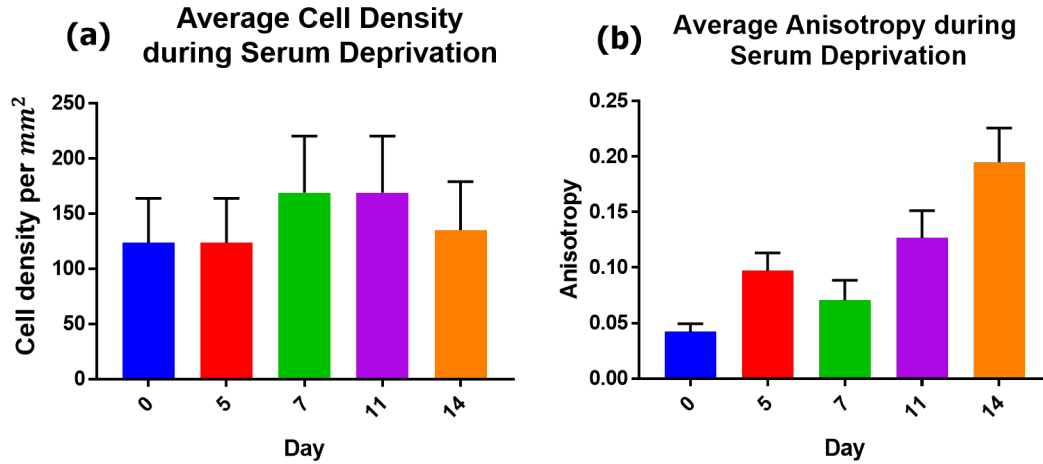 (a)
Average Cell Density
during Serum Deprivation
Cell density per mm²
250
200
150
100
50
0
0
5
7
11
14
Day
(b)
Average Anisotropy during
Serum Deprivation
Anisotropy
0.25
0.20
0.15
0.10
0.05
0.00
0
5
7
11
14
Day